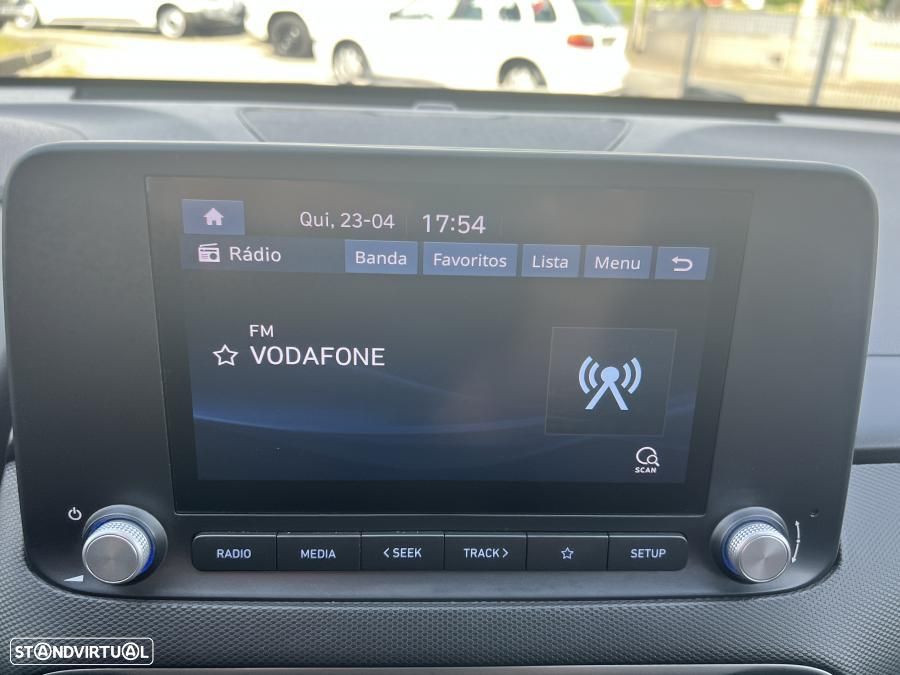 Qui, 23-04 17:54
Rádio Banda Favoritos Lista Menu
FM
VODAFONE
SCAN
RADIO MEDIA < SEEK TRACK > SETUP
STANDVIRTUAL